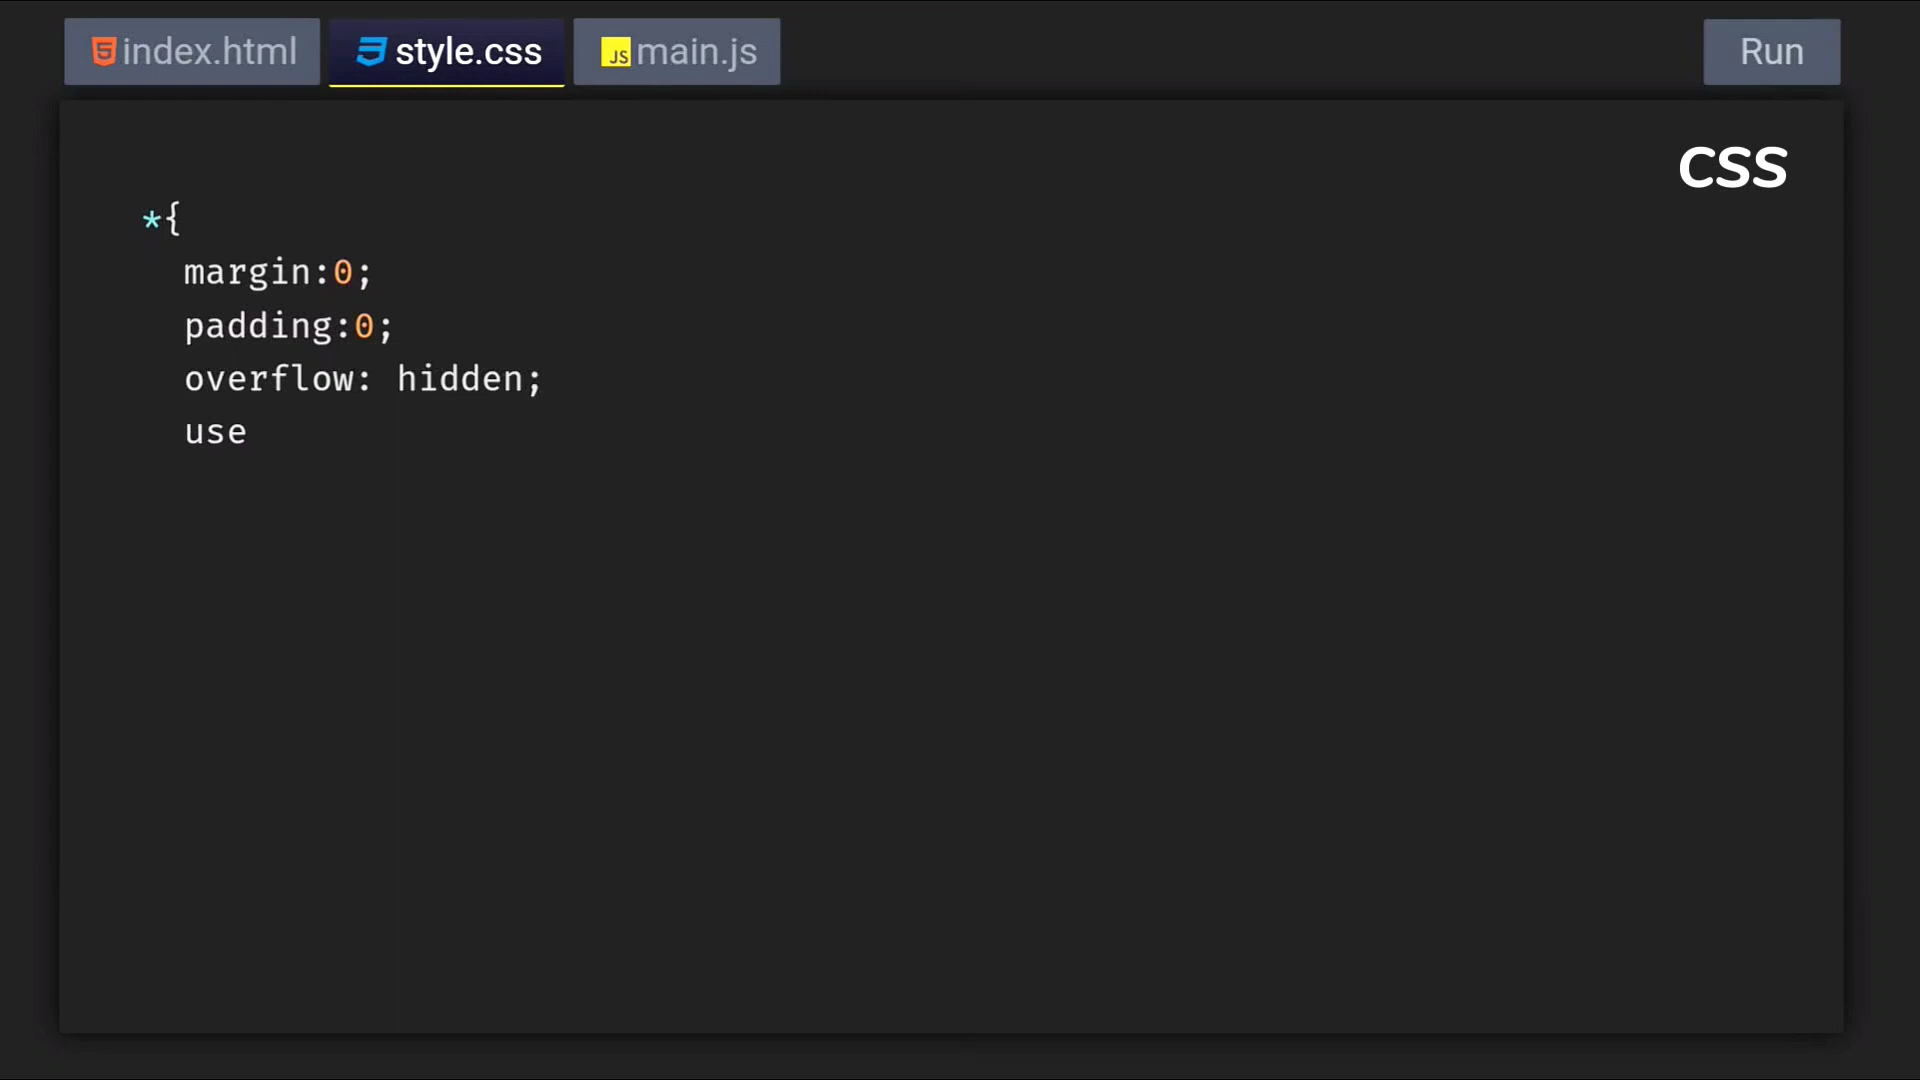 index.html style.css JS main.js Run
CSS
*{
margin:0;
padding:0;
overflow: hidden;
use